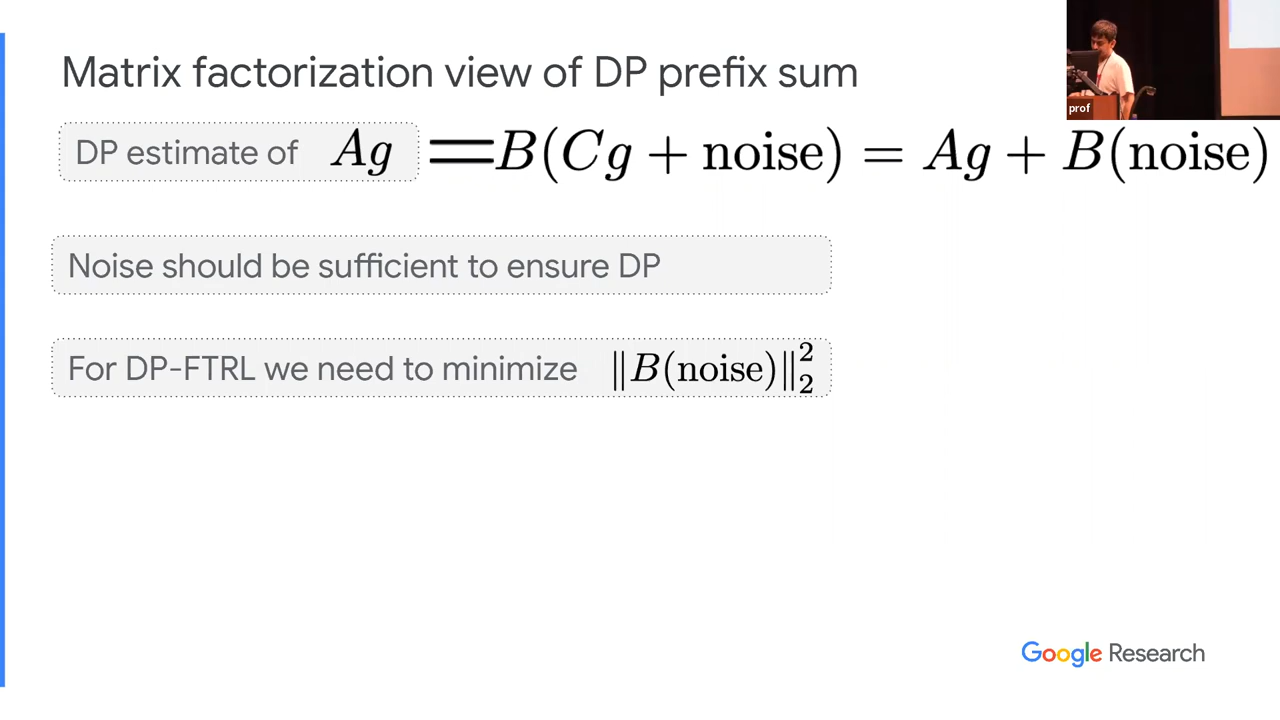 Matrix factorization view of DP prefix sum
prof
DP estimate of Ag = B(Cg + noise) = Ag + B(noise)
Noise should be sufficient to ensure DP
For DP-FTRL we need to minimize ‖B(noise)‖₂²
Google Research